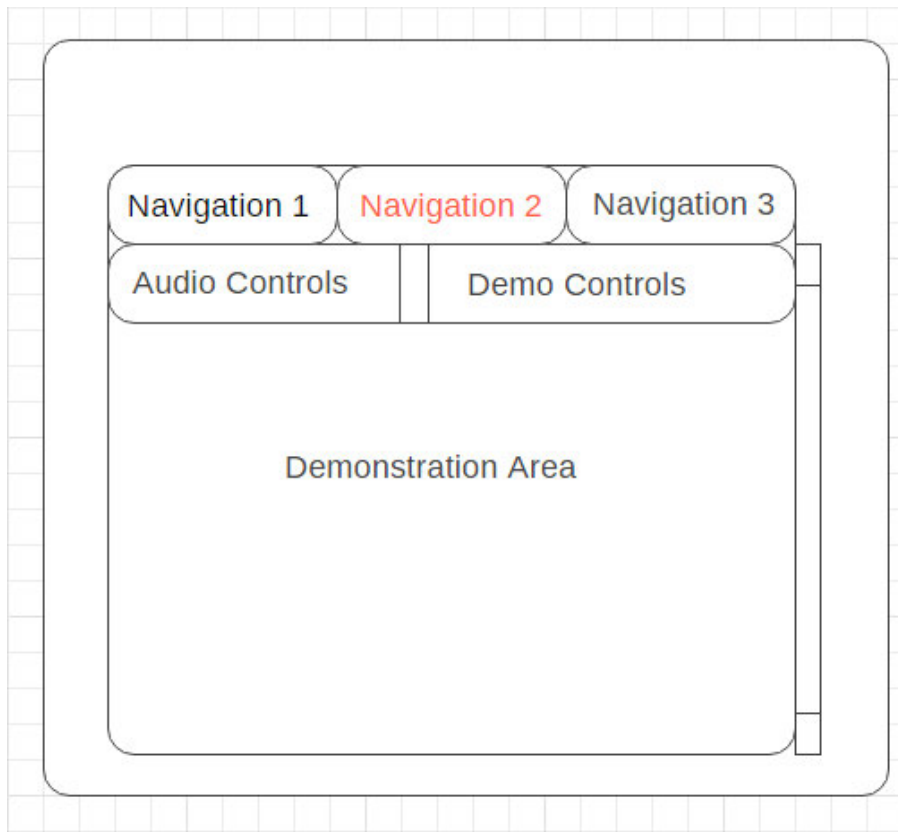 Navigation 1
Navigation 2
Navigation 3
Audio Controls
Demo Controls
Demonstration Area